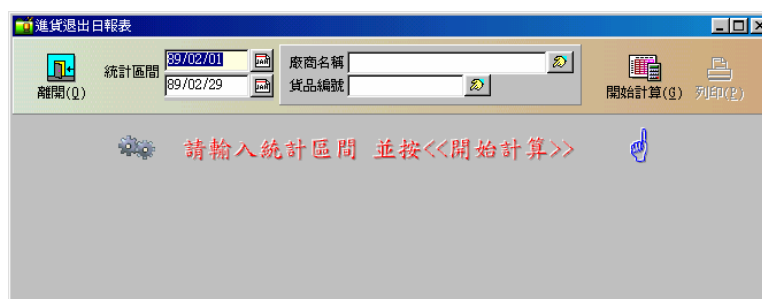 進貨退出日報表
離開(Q)
統計區間
89/02/01
89/02/29
廠商名稱
貨品編號
開始計算(G)
列印(P)
請輸入統計區間 並按<<開始計算>>